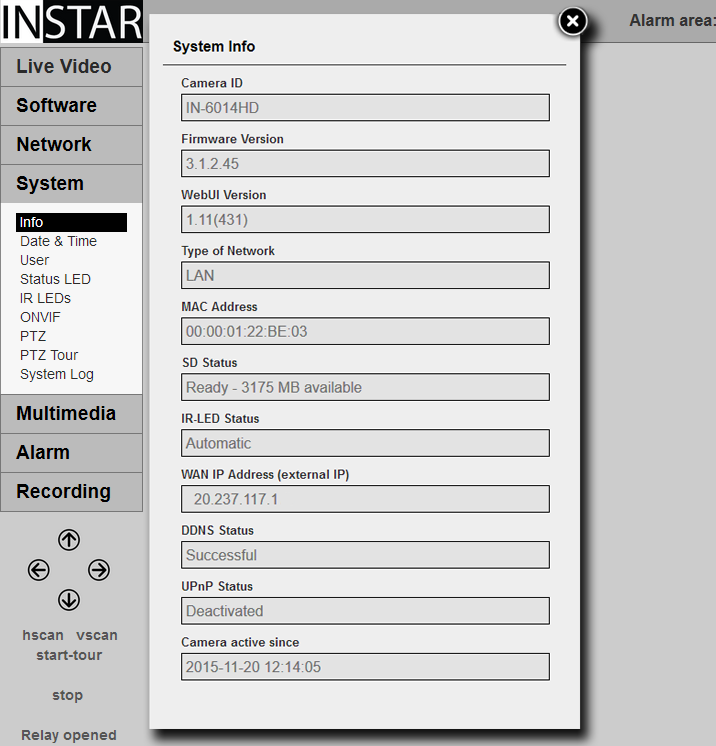 INSTAR
Alarm area:
Live Video
Software
Network
System
Info
Date & Time
User
Status LED
IR LEDs
ONVIF
PTZ
PTZ Tour
System Log
Multimedia
Alarm
Recording
hscan vscan
start-tour
stop
Relay opened
System Info
Camera ID
IN-6014HD
Firmware Version
3.1.2.45
WebUI Version
1.11(431)
Type of Network
LAN
MAC Address
00:00:01:22:BE:03
SD Status
Ready - 3175 MB available
IR-LED Status
Automatic
WAN IP Address (external IP)
20.237.117.1
DDNS Status
Successful
UPnP Status
Deactivated
Camera active since
2015-11-20 12:14:05